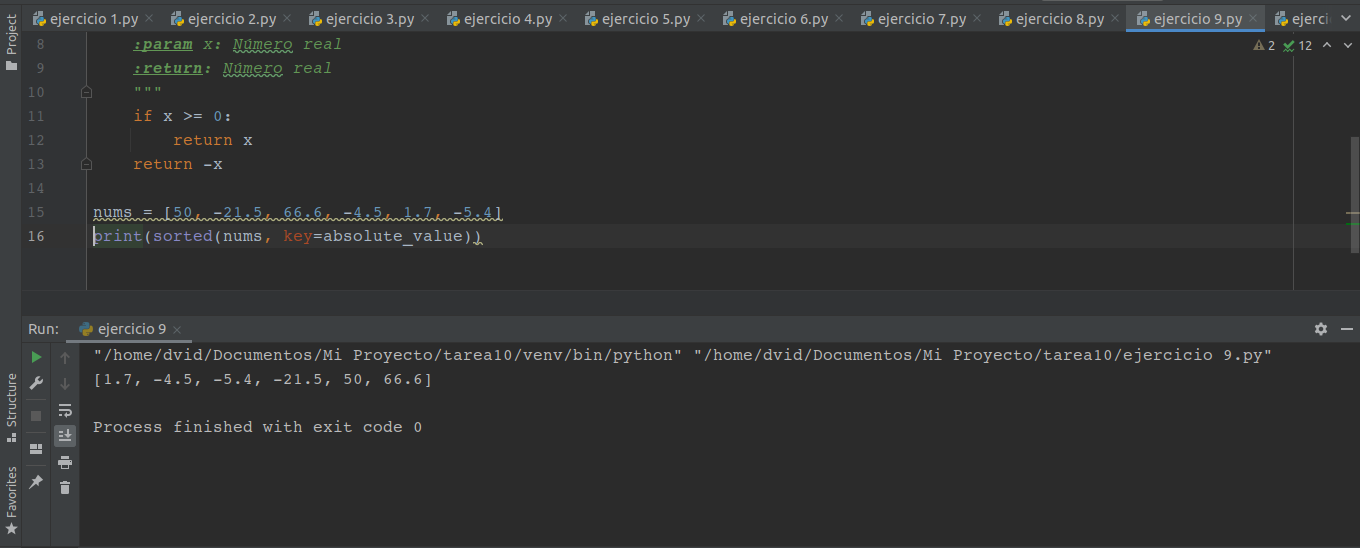 ejercicio 1.py ejercicio 2.py ejercicio 3.py ejercicio 4.py ejercicio 5.py ejercicio 6.py ejercicio 7.py ejercicio 8.py ejercicio 9.py
Project
2 12
8 :param x: Número real
9 :return: Número real
10 """
11 if x >= 0:
12 return x
13 return -x
14
15 nums = [50, -21.5, 66.6, -4.5, 1.7, -5.4]
16 print(sorted(nums, key=absolute_value))
Run: ejercicio 9
"/home/dvid/Documentos/Mi Proyecto/tarea10/venv/bin/python" "/home/dvid/Documentos/Mi Proyecto/tarea10/ejercicio 9.py"
[1.7, -4.5, -5.4, -21.5, 50, 66.6]
Process finished with exit code 0
Structure
Favorites